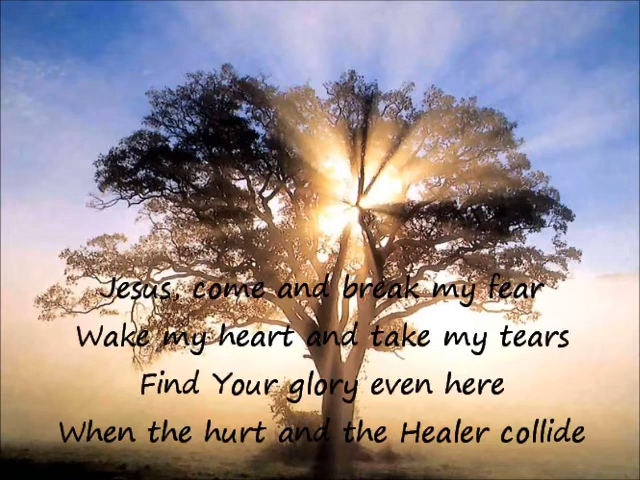 Jesus, come and break my fear
Wake my heart and take my tears
Find Your glory even here
When the hurt and the Healer collide